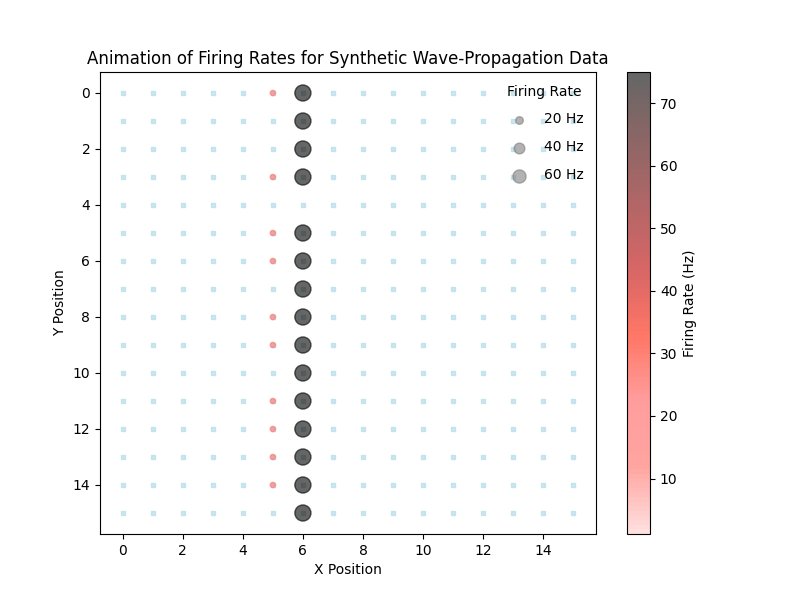 Animation of Firing Rates for Synthetic Wave-Propagation Data
Firing Rate
20 Hz
40 Hz
60 Hz
0
2
4
6
8
10
12
14
Y Position
0 2 4 6 8 10 12 14
X Position
70
60
50
40
30
20
10
Firing Rate (Hz)